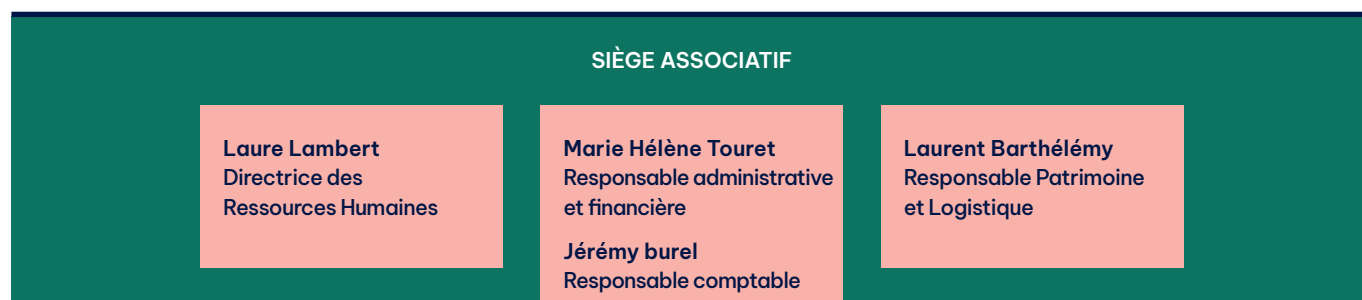 SIÈGE ASSOCIATIF
Laure Lambert
Directrice des
Ressources Humaines
Marie Hélène Touret
Responsable administrative
et financière
Jérémy burel
Responsable comptable
Laurent Barthélémy
Responsable Patrimoine
et Logistique